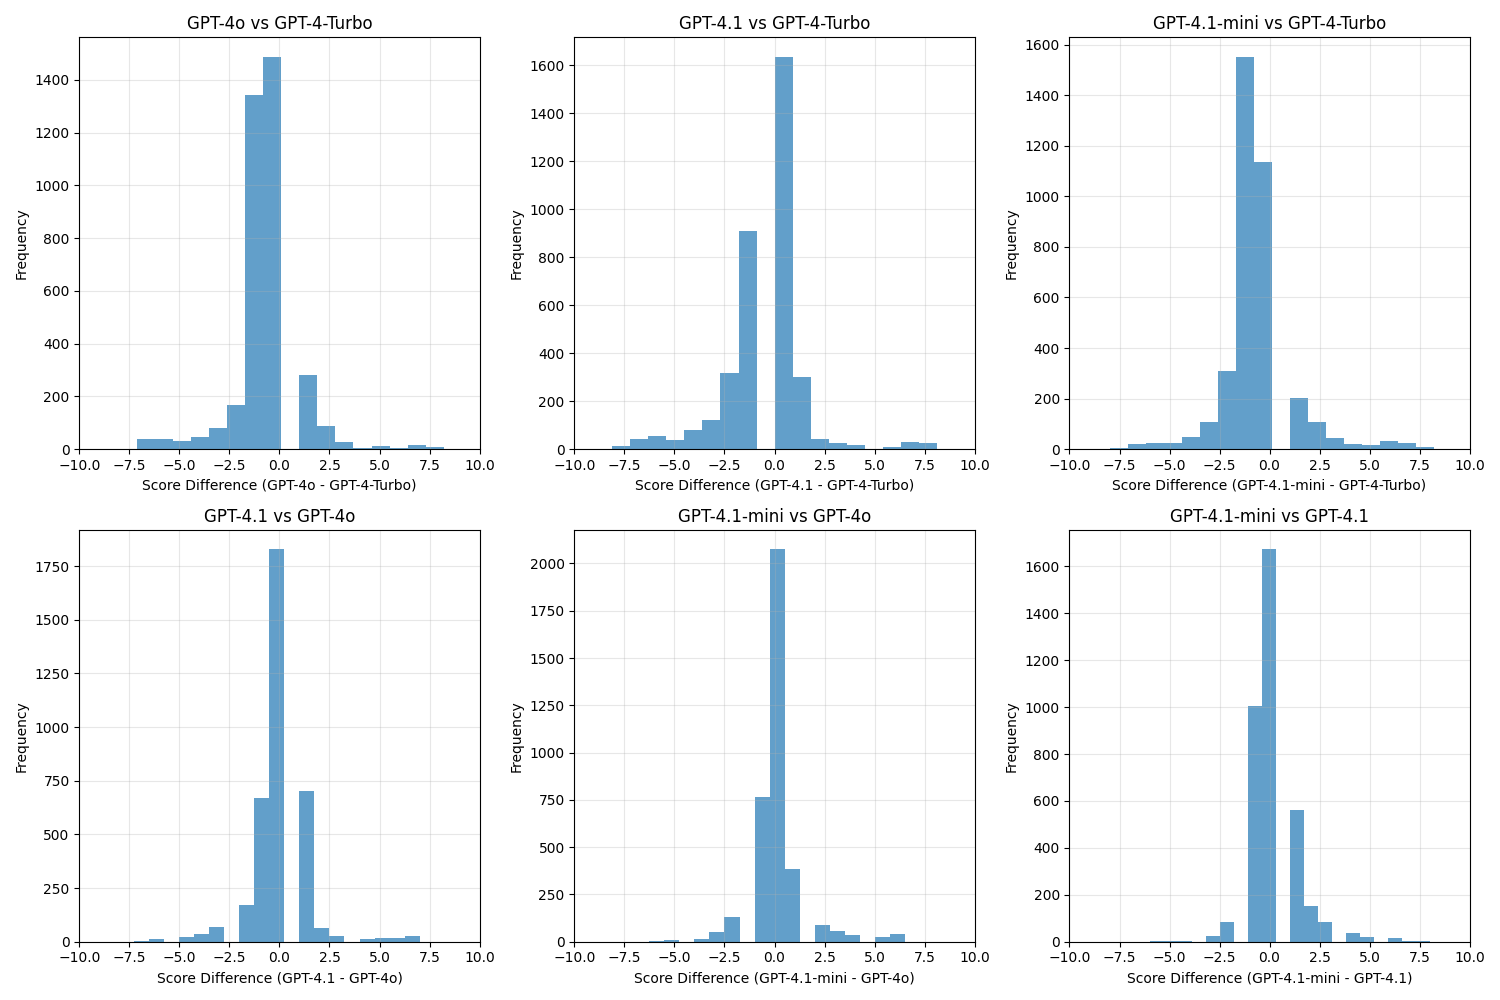 GPT-4o vs GPT-4-Turbo
Frequency
1400
1200
1000
800
600
400
200
0
−10.0 −7.5 −5.0 −2.5 0.0 2.5 5.0 7.5 10.0
Score Difference (GPT-4o - GPT-4-Turbo)
GPT-4.1 vs GPT-4-Turbo
Frequency
1600
1400
1200
1000
800
600
400
200
0
−10.0 −7.5 −5.0 −2.5 0.0 2.5 5.0 7.5 10.0
Score Difference (GPT-4.1 - GPT-4-Turbo)
GPT-4.1-mini vs GPT-4-Turbo
Frequency
1600
1400
1200
1000
800
600
400
200
0
−10.0 −7.5 −5.0 −2.5 0.0 2.5 5.0 7.5 10.0
Score Difference (GPT-4.1-mini - GPT-4-Turbo)
GPT-4.1 vs GPT-4o
Frequency
1750
1500
1250
1000
750
500
250
0
−10.0 −7.5 −5.0 −2.5 0.0 2.5 5.0 7.5 10.0
Score Difference (GPT-4.1 - GPT-4o)
GPT-4.1-mini vs GPT-4o
Frequency
2000
1750
1500
1250
1000
750
500
250
0
−10.0 −7.5 −5.0 −2.5 0.0 2.5 5.0 7.5 10.0
Score Difference (GPT-4.1-mini - GPT-4o)
GPT-4.1-mini vs GPT-4.1
Frequency
1600
1400
1200
1000
800
600
400
200
0
−10.0 −7.5 −5.0 −2.5 0.0 2.5 5.0 7.5 10.0
Score Difference (GPT-4.1-mini - GPT-4.1)